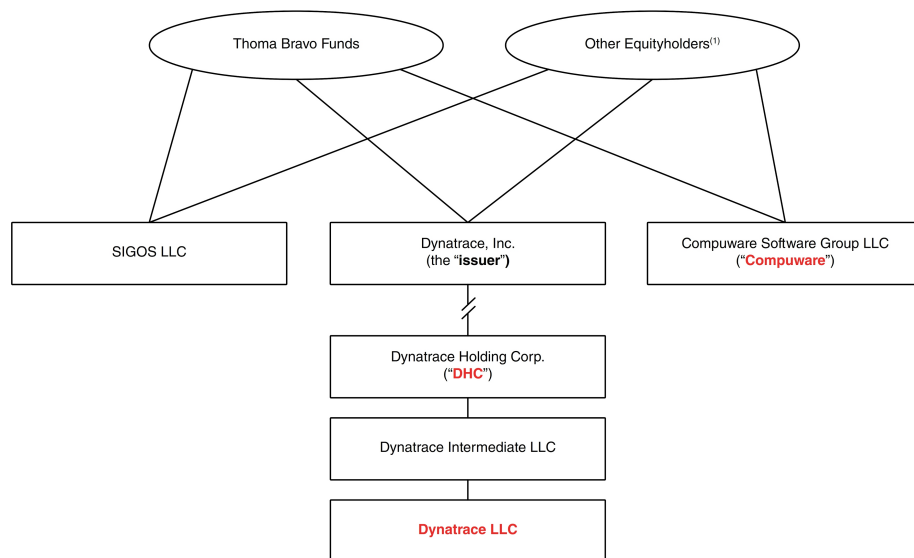 Thoma Bravo Funds
Other Equityholders(1)
SIGOS LLC
Dynatrace, Inc.
(the “issuer”)
Compuware Software Group LLC
(“Compuware”)
Dynatrace Holding Corp.
(“DHC”)
Dynatrace Intermediate LLC
Dynatrace LLC